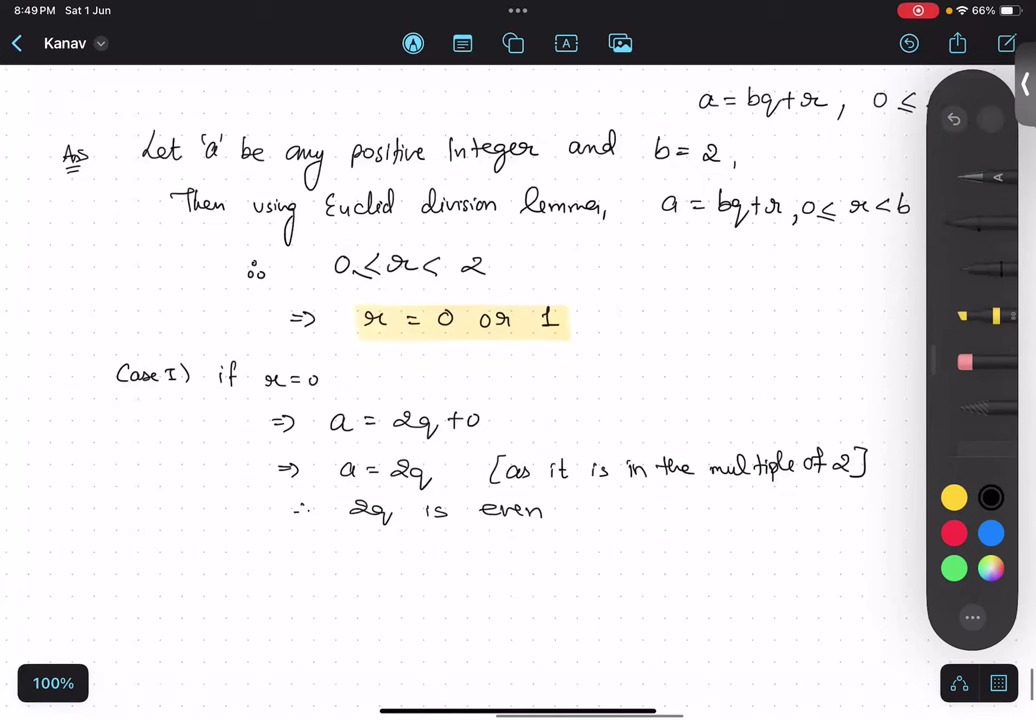 8:49 PM Sat 1 Jun
66%
Kanav
a = bq + r, 0 ≤
Ans Let 'a' be any positive Integer and b = 2,
Then using Euclid division lemma, a = bq + r, 0 ≤ r < b
∴ 0 ≤ r < 2
⇒ r = 0 or 1
Case I) if r = 0
⇒ a = 2q + 0
⇒ a = 2q [as it is in the multiple of 2]
∴ 2q is even
100%